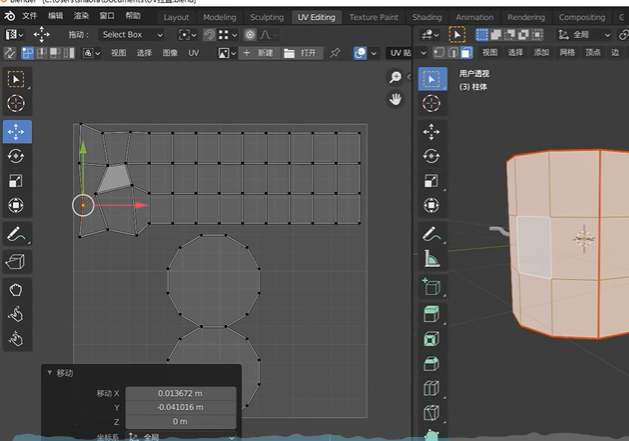 blender [C:\Users\shaofa\Documents\UV拉直.blend]
文件 编辑 渲染 窗口 帮助 Layout Modeling Sculpting UV Editing Texture Paint Shading Animation Rendering Compositing G
拖动: Select Box 全局
视图 选择 图像 UV 新建 打开 UV 贴 视图 选择 添加 网格 顶点 边
用户透视
(3) 柱体
移动
移动 X 0.013672 m
Y -0.041016 m
Z 0 m
坐标系 全局